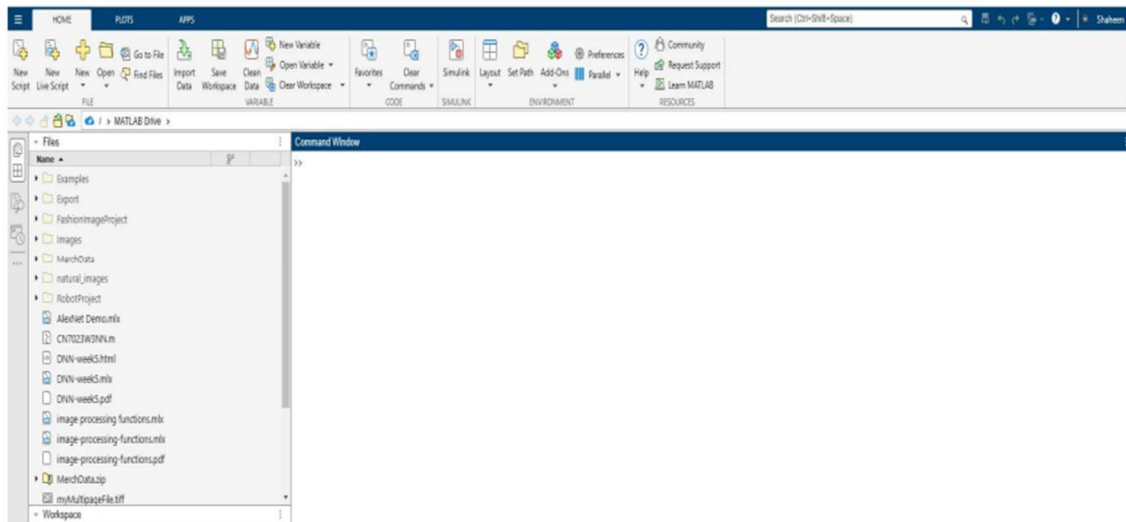 HOME PLOTS APPS Search (Ctrl+Shift+Space) Shaheen
New Script
New Live Script
New
Open
Go to File
Find Files
FILE
Import Data
Save Workspace
Clean Data
New Variable
Open Variable
Clear Workspace
VARIABLE
Favorites
Clear Commands
CODE
Simulink
SIMULINK
Layout
Set Path
Add-Ons
Preferences
Parallel
ENVIRONMENT
Help
Community
Request Support
Learn MATLAB
RESOURCES
/ > MATLAB Drive >
Files
Name
Examples
Export
FashionImageProject
Images
MerchData
natural_images
RobotProject
AlexNet Demo.mlx
CN7023W3NN.m
DNN-week5.html
DNN-week5.mlx
DNN-week5.pdf
image processing functions.mlx
image-processing-functions.mlx
image-processing-functions.pdf
MerchData.zip
myMultipageFile.tiff
Workspace
Command Window
>>